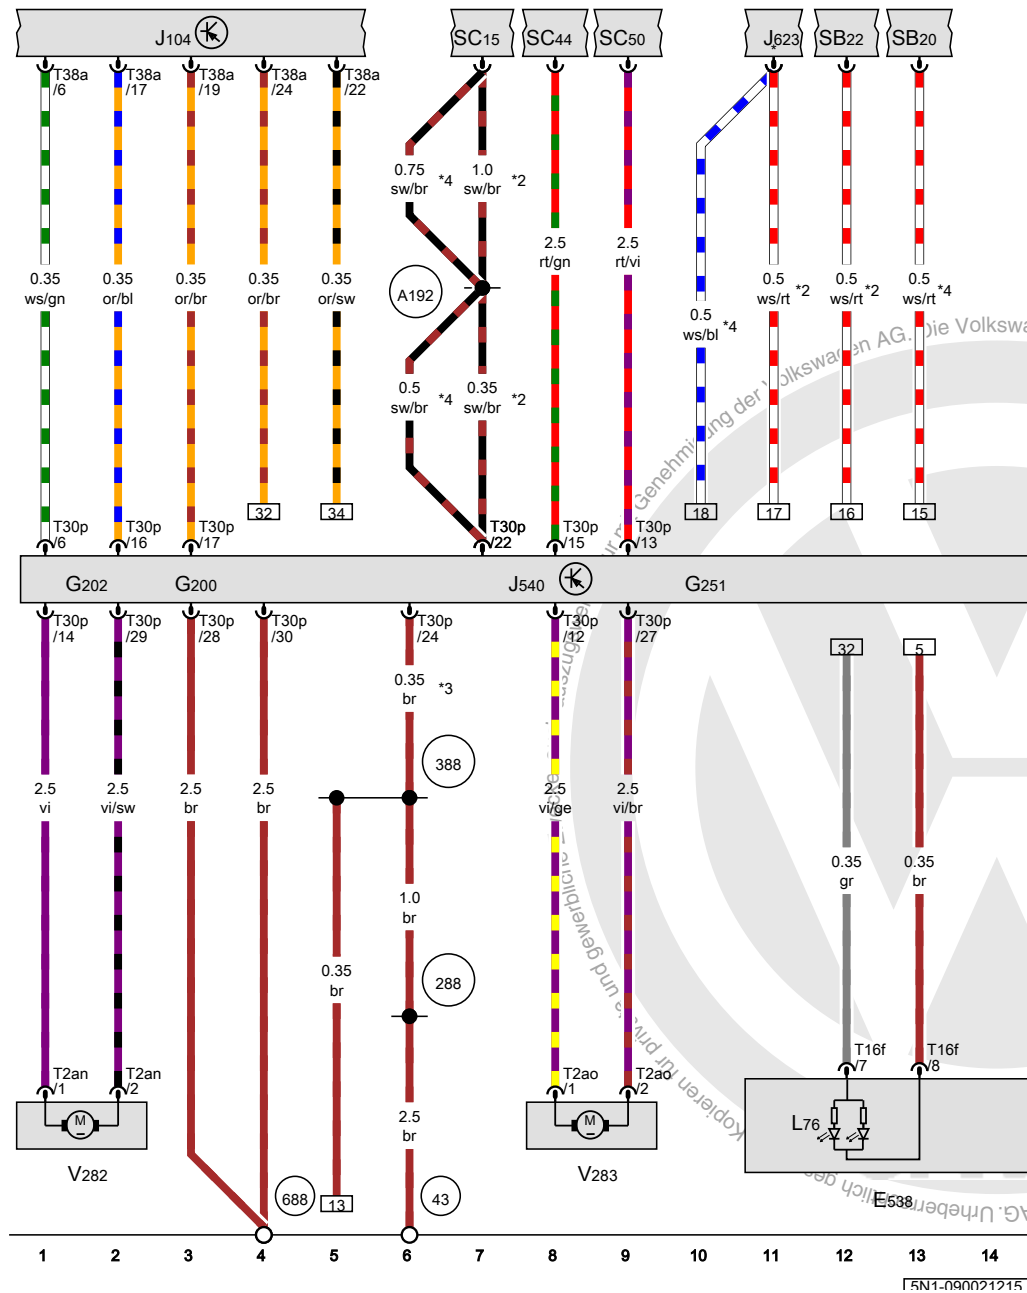 J104 SC15 SC44 SC50 J623 SB22 SB20
*
T38a T38a T38a T38a T38a
/6 /17 /19 /24 /22
0.75 *4 1.0 *2
sw/br sw/br
2.5 2.5
rt/gn rt/vi
0.35 0.35 0.35 0.35 0.35
ws/gn or/bl or/br or/br or/sw
A192
0.5 *2 0.5 *2 0.5 *4
ws/rt ws/rt ws/rt
0.5 *4
ws/bl
0.5 *4 0.35 *2
sw/br sw/br
32 34 18 17 16 15
T30p T30p T30p T30p T30p T30p
/6 /16 /17 /22 /15 /13
G202 G200 J540 G251
T30p T30p T30p T30p T30p T30p T30p
/14 /29 /28 /30 /24 /12 /27
32 5
0.35 *3
br
388
2.5 2.5 2.5 2.5 2.5 2.5
vi vi/sw br br vi/ge vi/br
0.35 0.35
gr br
1.0
br
0.35
br
288
T16f T16f
/7 /8
T2an T2an T2ao T2ao
/1 /2 /1 /2
M M
L76
2.5
br
V282 V283
688 13 43
E538
1 2 3 4 5 6 7 8 9 10 11 12 13 14
5N1-090021215